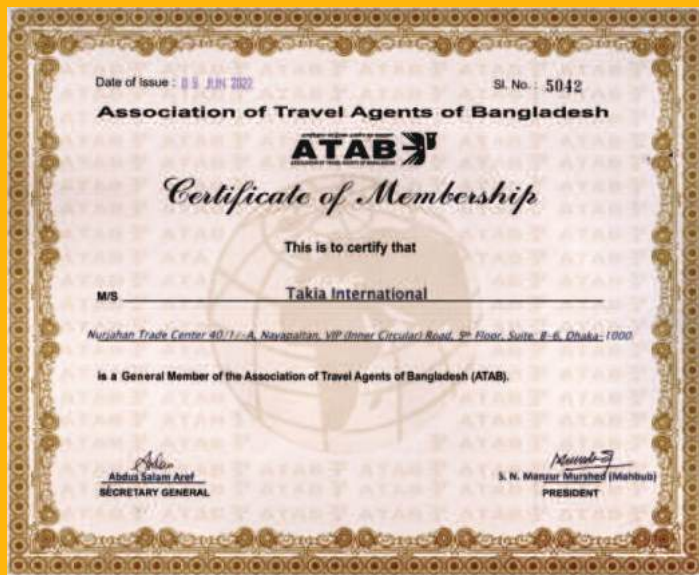 Date of Issue : 0 5 JUN 2022
Sl. No. : 5042
Association of Travel Agents of Bangladesh
ATAB
Certificate of Membership
This is to certify that
M/S Takia International
Nurjahan Trade Center 40/1/-A, Nayapaltan, VIP (Inner Circular) Road, 5th Floor, Suite, B-6, Dhaka-1000.
is a General Member of the Association of Travel Agents of Bangladesh (ATAB).
Abdus Salam Aref
SECRETARY GENERAL
S. N. Manzur Murshed (Mahbub)
PRESIDENT